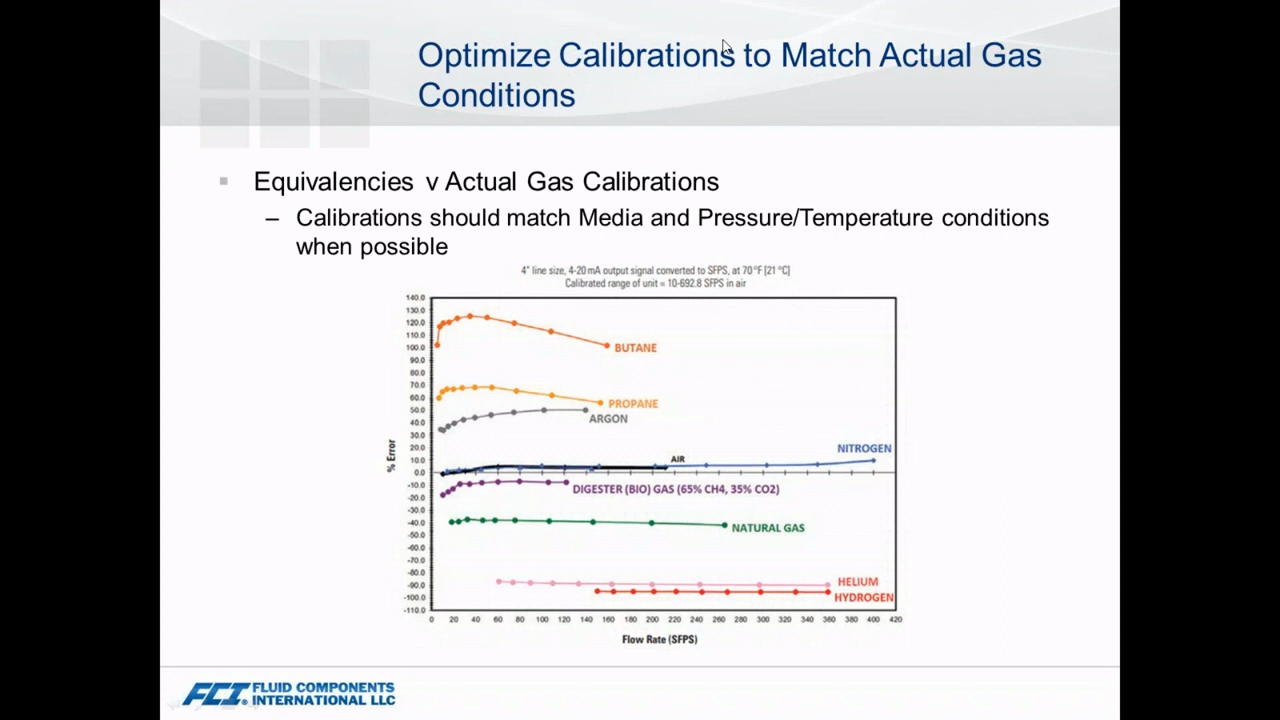 Optimize Calibrations to Match Actual Gas
Conditions
Equivalencies v Actual Gas Calibrations
– Calibrations should match Media and Pressure/Temperature conditions
when possible
4" line size, 4-20 mA output signal converted to SFPS, at 70 °F [21 °C]
Calibrated range of unit = 10-692.8 SFPS in air
140.0
130.0
120.0
110.0
100.0
90.0
80.0
70.0
60.0
50.0
40.0
30.0
20.0
10.0
0.0
-10.0
-20.0
-30.0
-40.0
-50.0
-60.0
-70.0
-80.0
-90.0
-100.0
-110.0
% Error
BUTANE
PROPANE
ARGON
NITROGEN
AIR
DIGESTER (BIO) GAS (65% CH4, 35% CO2)
NATURAL GAS
HELIUM
HYDROGEN
0 20 40 60 80 100 120 140 160 180 200 220 240 260 280 300 320 340 360 380 400 420
Flow Rate (SFPS)
FCI® FLUID COMPONENTS
INTERNATIONAL LLC